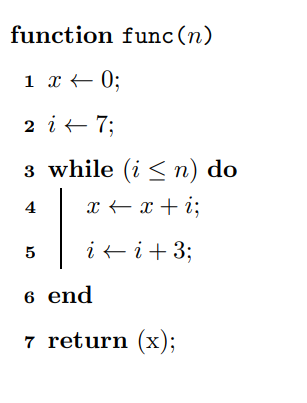 function func(n)
1 x ← 0;
2 i ← 7;
3 while (i ≤ n) do
4 x ← x + i;
5 i ← i + 3;
6 end
7 return (x);